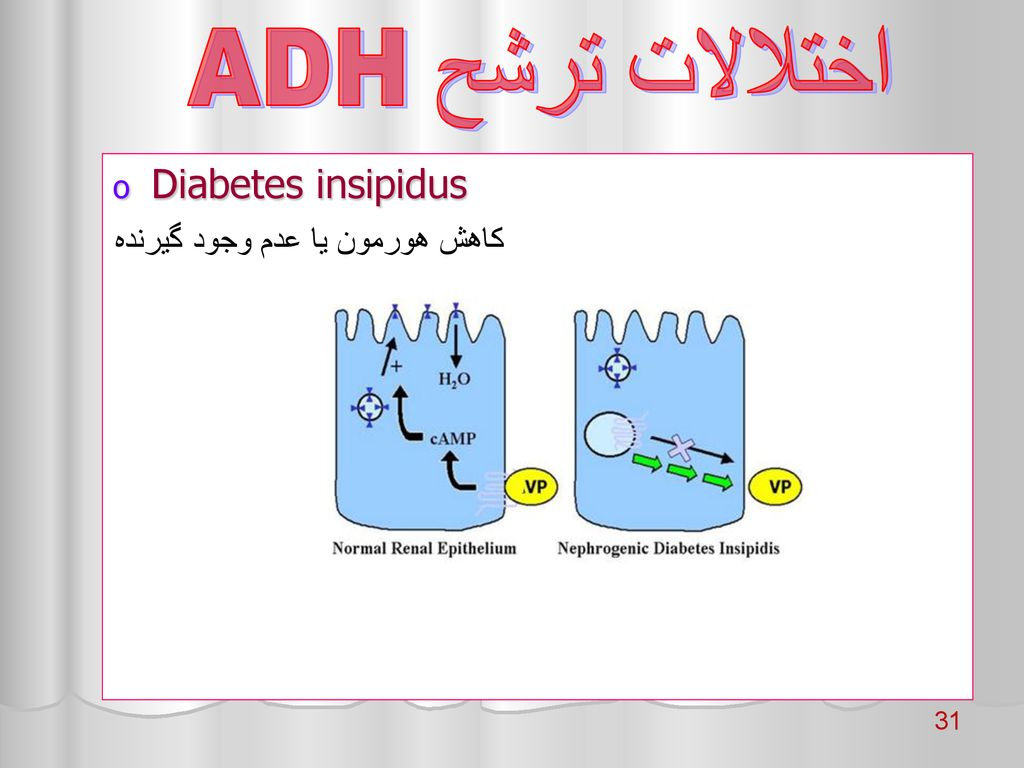 اختلالات ترشح ADH
o Diabetes insipidus
کاهش هورمون یا عدم وجود گیرنده
+
H₂O
cAMP
VP
VP
Normal Renal Epithelium
Nephrogenic Diabetes Insipidis
31